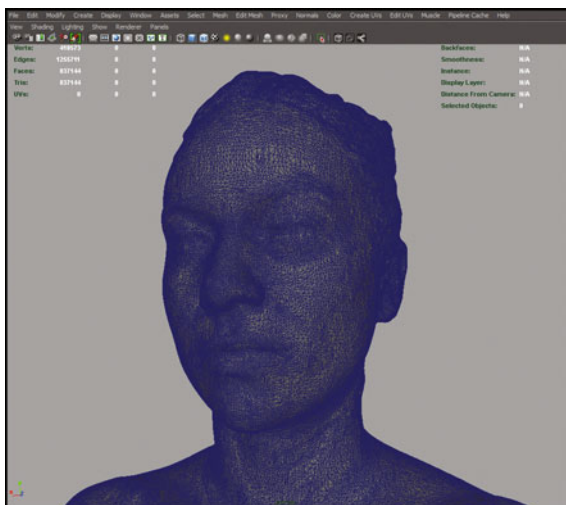 File Edit Modify Create Display Window Assets Select Mesh Edit Mesh Proxy Normals Color Create UVs Edit UVs Muscle Pipeline Cache Help
View Shading Lighting Show Renderer Panels
Verts: 418573 0 0
Edges: 1255711 0 0
Faces: 837144 0 0
Tris: 837144 0 0
UVs: 0 0 0
Backfaces: N/A
Smoothness: N/A
Instance: N/A
Display Layer: N/A
Distance From Camera: N/A
Selected Objects: 0